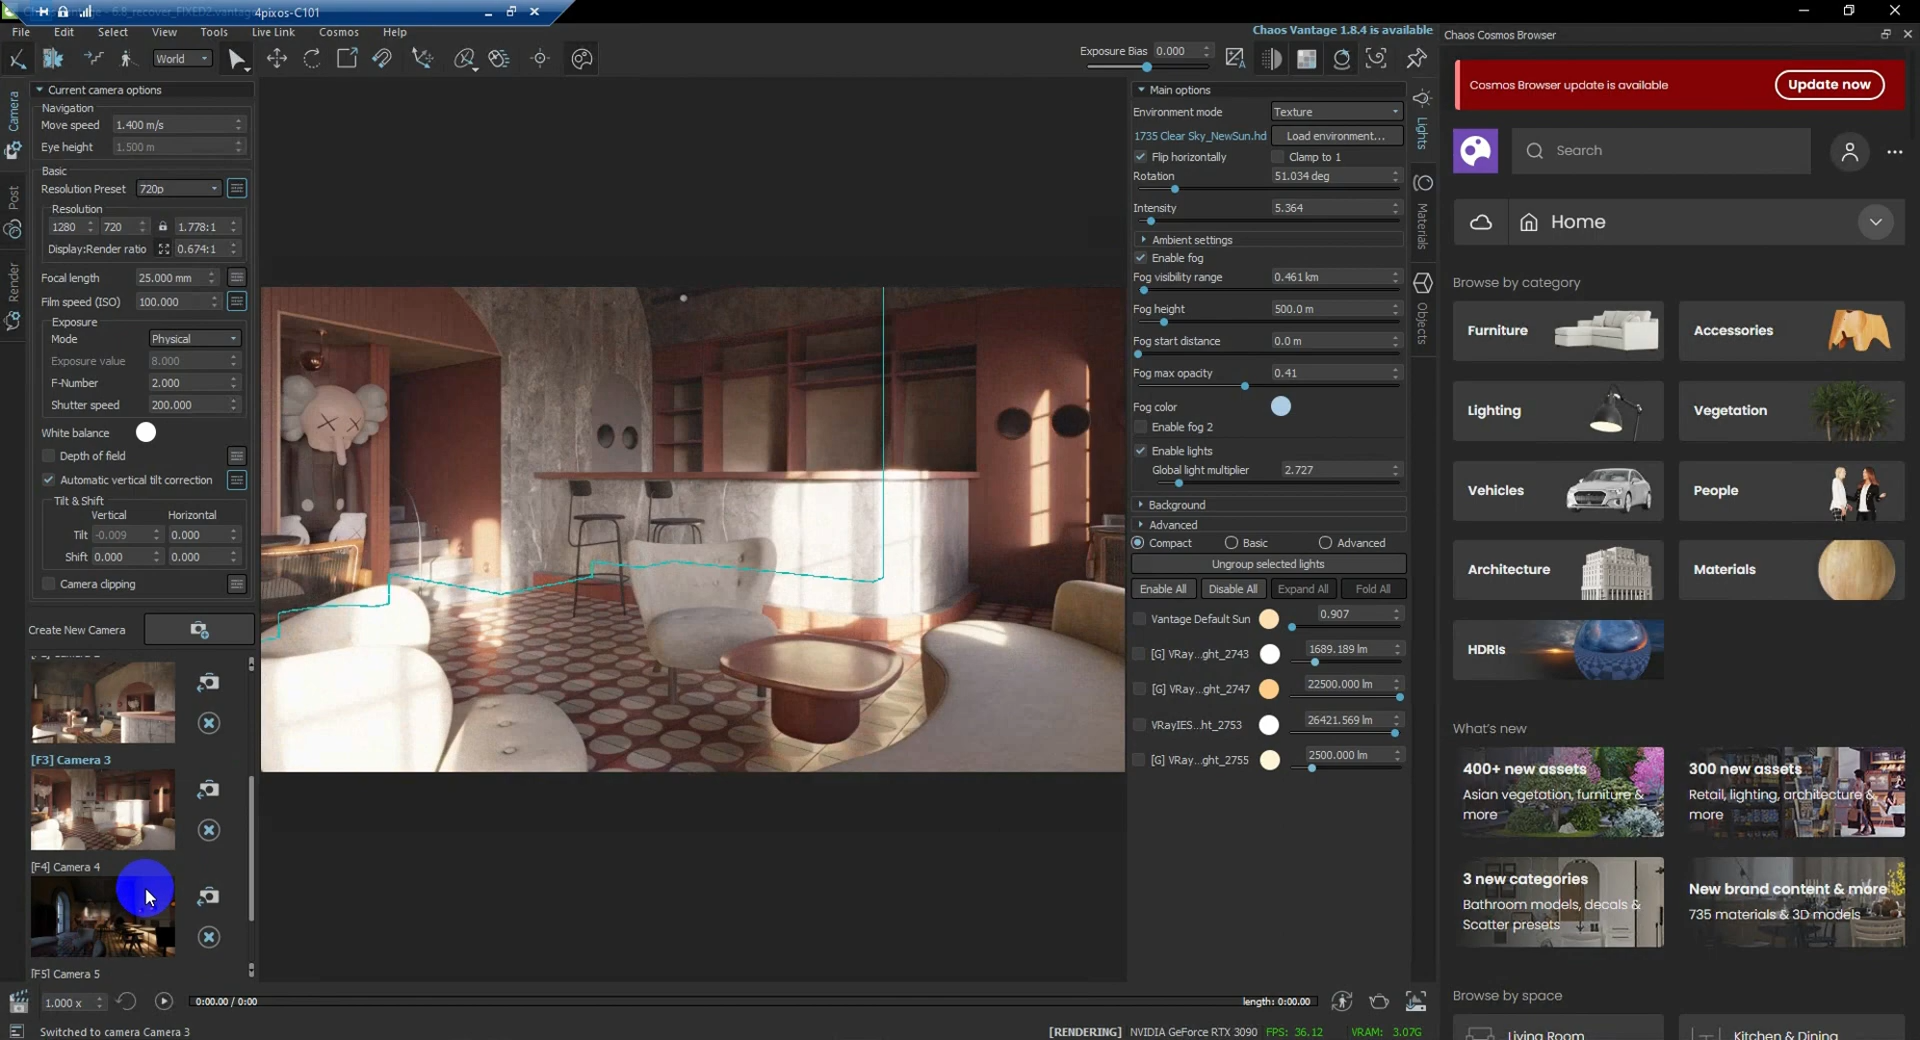 6.8_recover_FIXED2.vantage
4pixos-C101
File Edit Select View Tools Live Link Cosmos Help
Chaos Vantage 1.8.4 is available
World
Exposure Bias 0.000
Camera
Post
Render
Current camera options
Navigation
Move speed 1.400 m/s
Eye height 1.500 m
Basic
Resolution Preset 720p
Resolution
1280 720 1.778:1
Display:Render ratio 0.674:1
Focal length 25.000 mm
Film speed (ISO) 100.000
Exposure
Mode Physical
Exposure value 8.000
F-Number 2.000
Shutter speed 200.000
White balance
Depth of field
Automatic vertical tilt correction
Tilt & Shift
Vertical Horizontal
Tilt -0.009 0.000
Shift 0.000 0.000
Camera clipping
Create New Camera
[F3] Camera 3
[F4] Camera 4
[F5] Camera 5
Main options
Environment mode Texture
1735 Clear Sky_NewSun.hd Load environment...
Flip horizontally Clamp to 1
Rotation 51.034 deg
Intensity 5.364
Ambient settings
Enable fog
Fog visibility range 0.461 km
Fog height 500.0 m
Fog start distance 0.0 m
Fog max opacity 0.41
Fog color
Enable fog 2
Enable lights
Global light multiplier 2.727
Background
Advanced
Compact Basic Advanced
Ungroup selected lights
Enable All Disable All Expand All Fold All
Vantage Default Sun 0.907
[G] VRay...ght_2743 1689.189 lm
[G] VRay...ght_2747 22500.000 lm
VRayIES...ht_2753 26421.569 lm
[G] VRay...ght_2755 2500.000 lm
Lights
Materials
Objects
Chaos Cosmos Browser
Cosmos Browser update is available Update now
Search
Home
Browse by category
Furniture Accessories
Lighting Vegetation
Vehicles People
Architecture Materials
HDRIs
What's new
400+ new assets
Asian vegetation, furniture &
more
300 new assets
Retail, lighting, architecture &
more
3 new categories
Bathroom models, decals &
Scatter presets
New brand content & more
735 materials & 3D models
Browse by space
Living Room Kitchen & Dining
1.000 x 0:00.00 / 0:00 length: 0:00.00
Switched to camera Camera 3
[RENDERING] NVIDIA GeForce RTX 3090 FPS: 36.12 VRAM: 3.07G